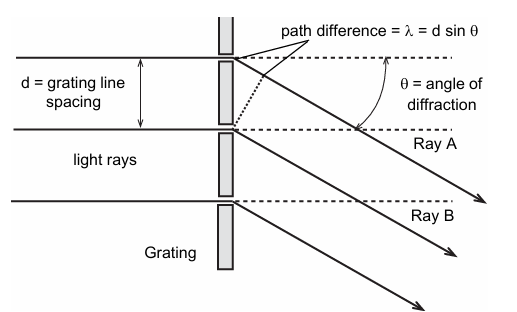 path difference = λ = d sin θ
d = grating line
spacing
θ = angle of
diffraction
Ray A
light rays
Ray B
Grating